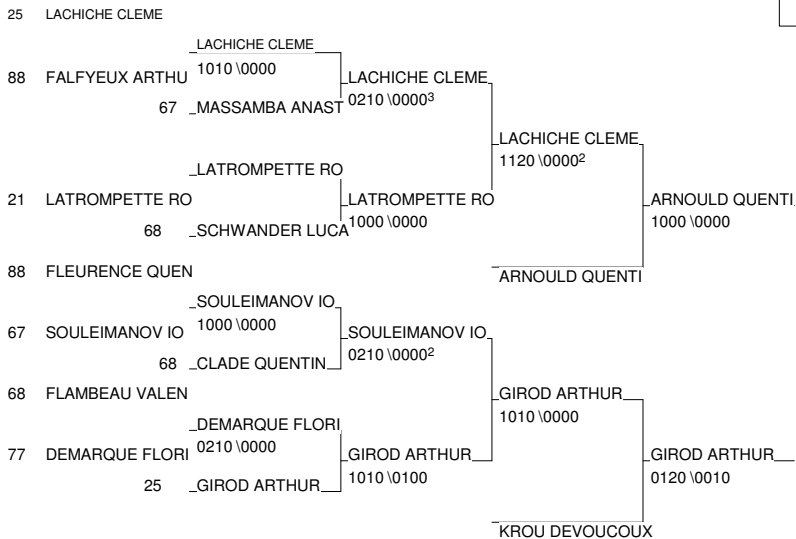 25 LACHICHE CLEME
LACHICHE CLEME
1010 \0000
88 FALFYEUX ARTHU
LACHICHE CLEME
0210 \0000³
67 MASSAMBA ANAST
LACHICHE CLEME
1120 \0000²
LATROMPETTE RO
21 LATROMPETTE RO
LATROMPETTE RO
1000 \0000
ARNOULD QUENTI
1000 \0000
68 SCHWANDER LUCA
88 FLEURENCE QUEN
ARNOULD QUENTI
SOULEIMANOV IO
1000 \0000
67 SOULEIMANOV IO
SOULEIMANOV IO
0210 \0000²
68 CLADE QUENTIN
68 FLAMBEAU VALEN
GIROD ARTHUR
1010 \0000
DEMARQUE FLORI
0210 \0000
77 DEMARQUE FLORI
GIROD ARTHUR
1010 \0100
GIROD ARTHUR
0120 \0010
25 GIROD ARTHUR
KROU DEVOUCOUX